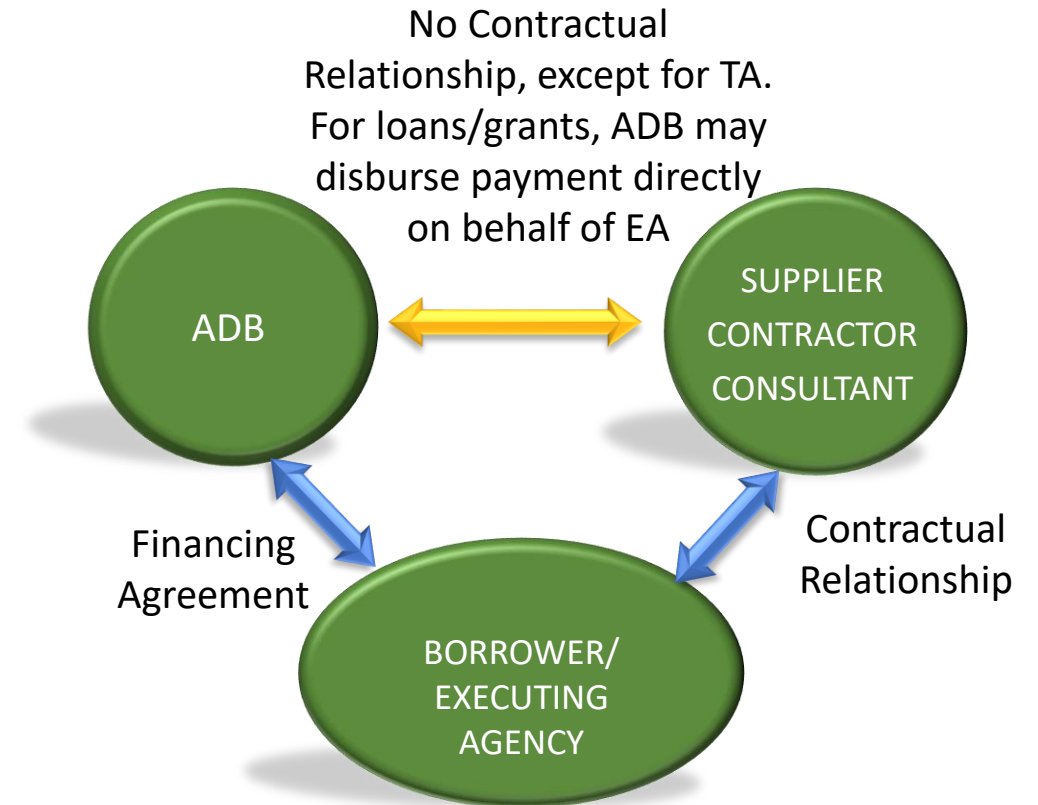 No Contractual
Relationship, except for TA.
For loans/grants, ADB may
disburse payment directly
on behalf of EA
ADB
SUPPLIER
CONTRACTOR
CONSULTANT
Financing
Agreement
Contractual
Relationship
BORROWER/
EXECUTING
AGENCY